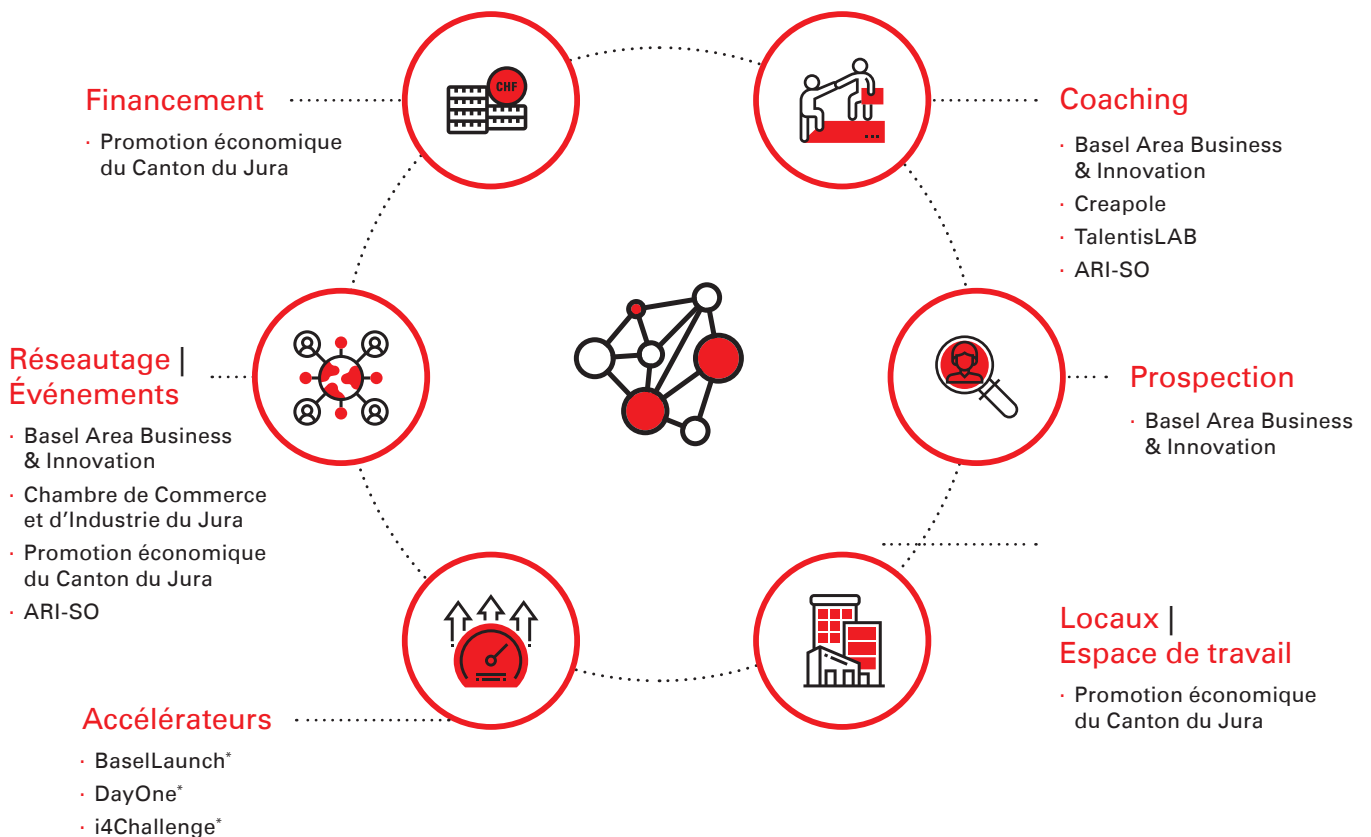 Financement
· Promotion économique
du Canton du Jura
CHF
Coaching
· Basel Area Business
& Innovation
· Creapole
· TalentisLAB
· ARI-SO
Réseautage |
Événements
· Basel Area Business
& Innovation
· Chambre de Commerce
et d'Industrie du Jura
· Promotion économique
du Canton du Jura
· ARI-SO
Prospection
· Basel Area Business
& Innovation
Locaux |
Espace de travail
· Promotion économique
du Canton du Jura
Accélérateurs
· BaselLaunch*
· DayOne*
· i4Challenge*